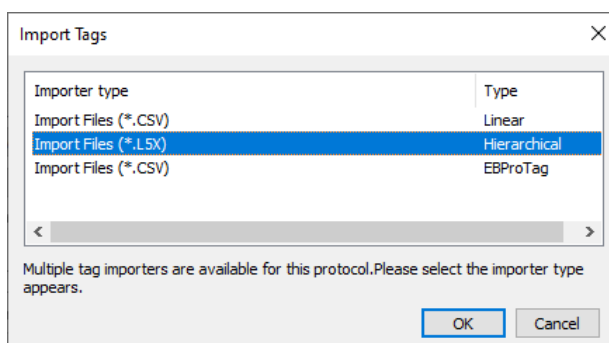 Import Tags
Importer type Type
Import Files (*.CSV) Linear
Import Files (*.L5X) Hierarchical
Import Files (*.CSV) EBProTag
Multiple tag importers are available for this protocol.Please select the importer type
appears.
OK Cancel